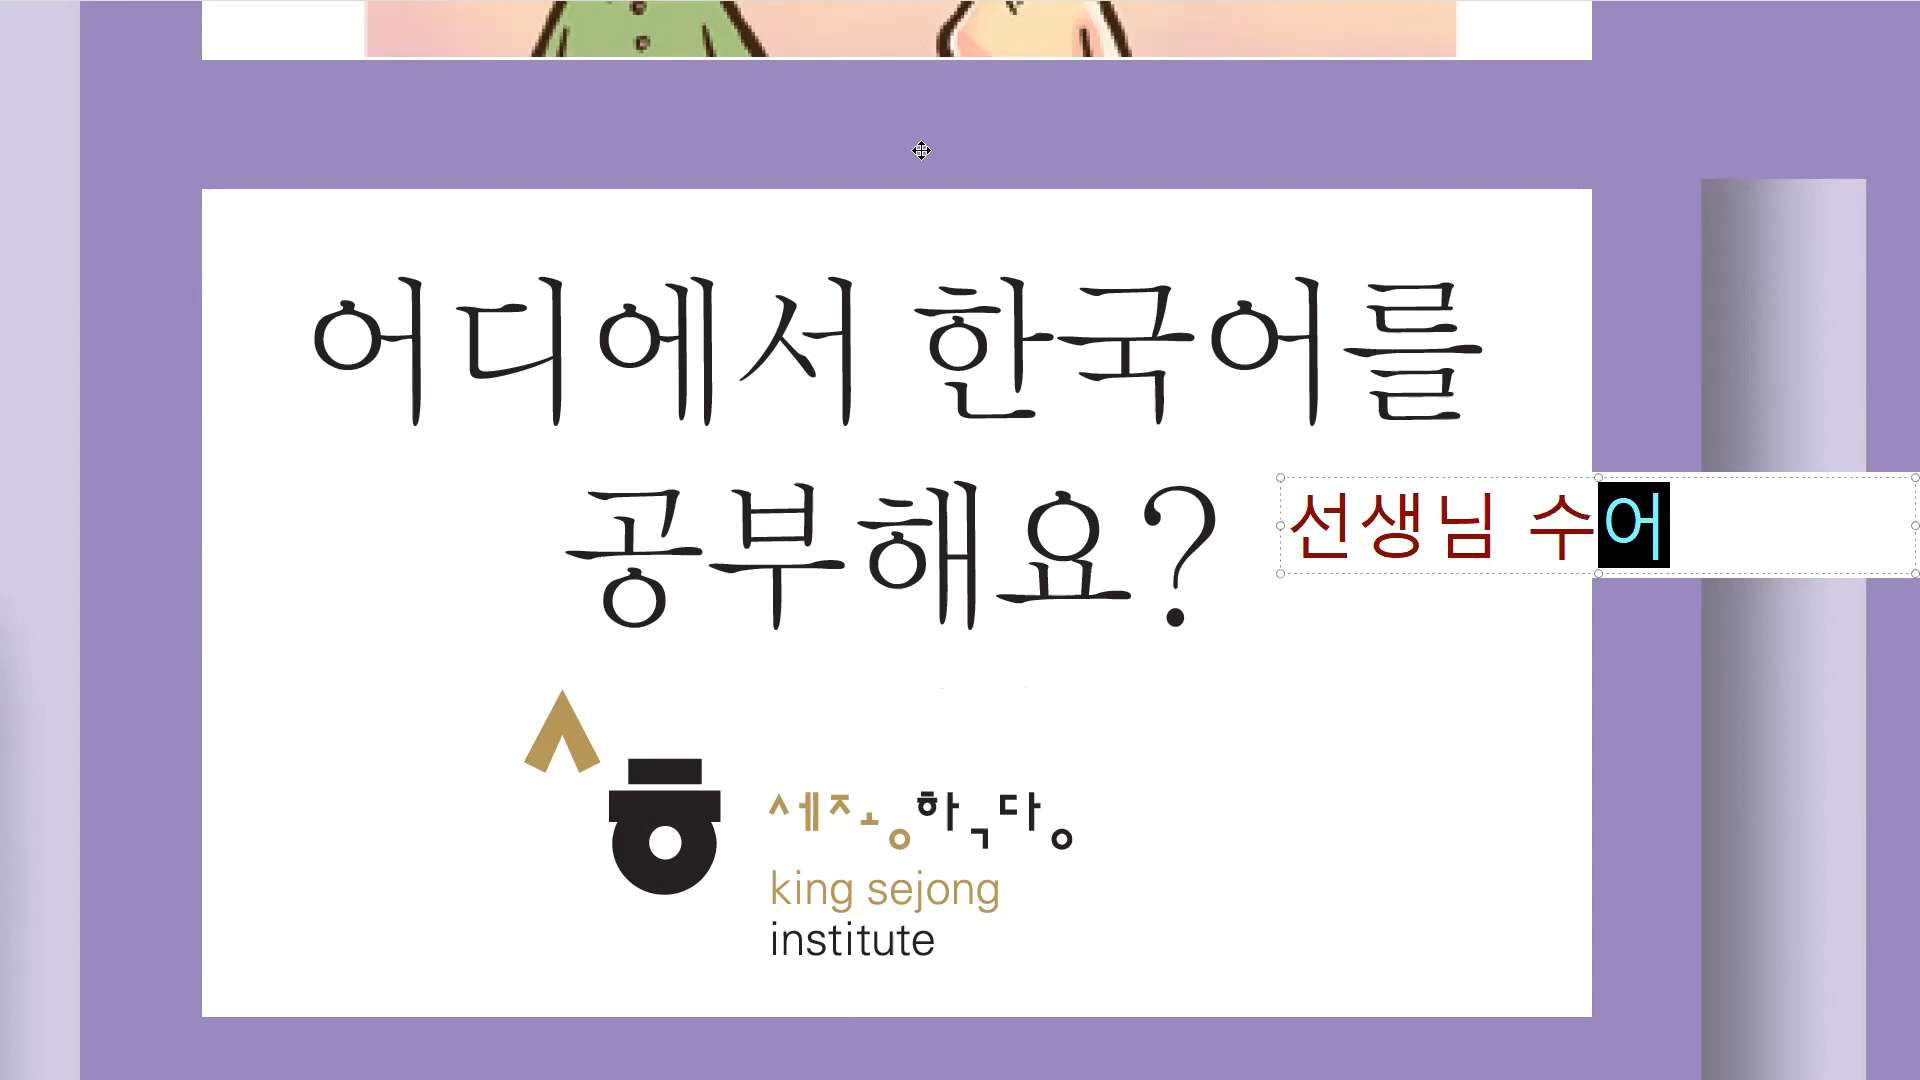 어디에서 한국어를
공부해요?
선생님 수어
세종학당
king sejong
institute